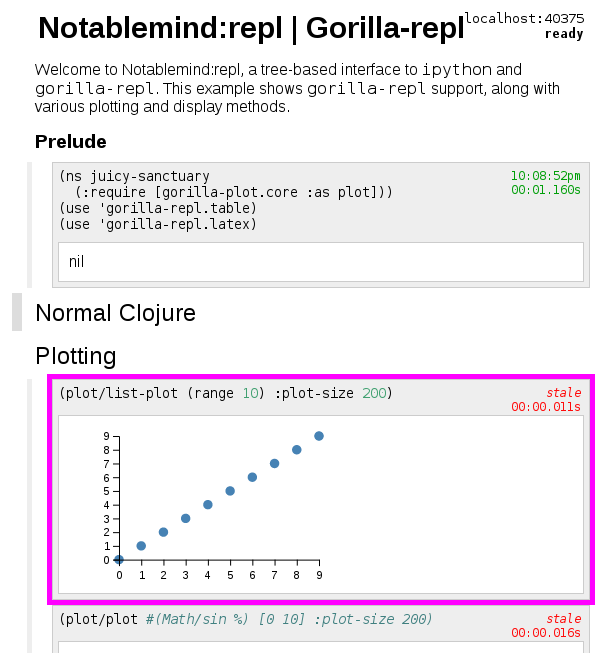 Notablemind:repl | Gorilla-repl
localhost:40375
ready
Welcome to Notablemind:repl, a tree-based interface to ipython and
gorilla-repl. This example shows gorilla-repl support, along with
various plotting and display methods.
Prelude
(ns juicy-sanctuary
(:require [gorilla-plot.core :as plot]))
(use 'gorilla-repl.table)
(use 'gorilla-repl.latex)
10:08:52pm
00:01.160s
nil
Normal Clojure
Plotting
(plot/list-plot (range 10) :plot-size 200)
stale
00:00.011s
9
8
7
6
5
4
3
2
1
0
0 1 2 3 4 5 6 7 8 9
(plot/plot #(Math/sin %) [0 10] :plot-size 200)
stale
00:00.016s